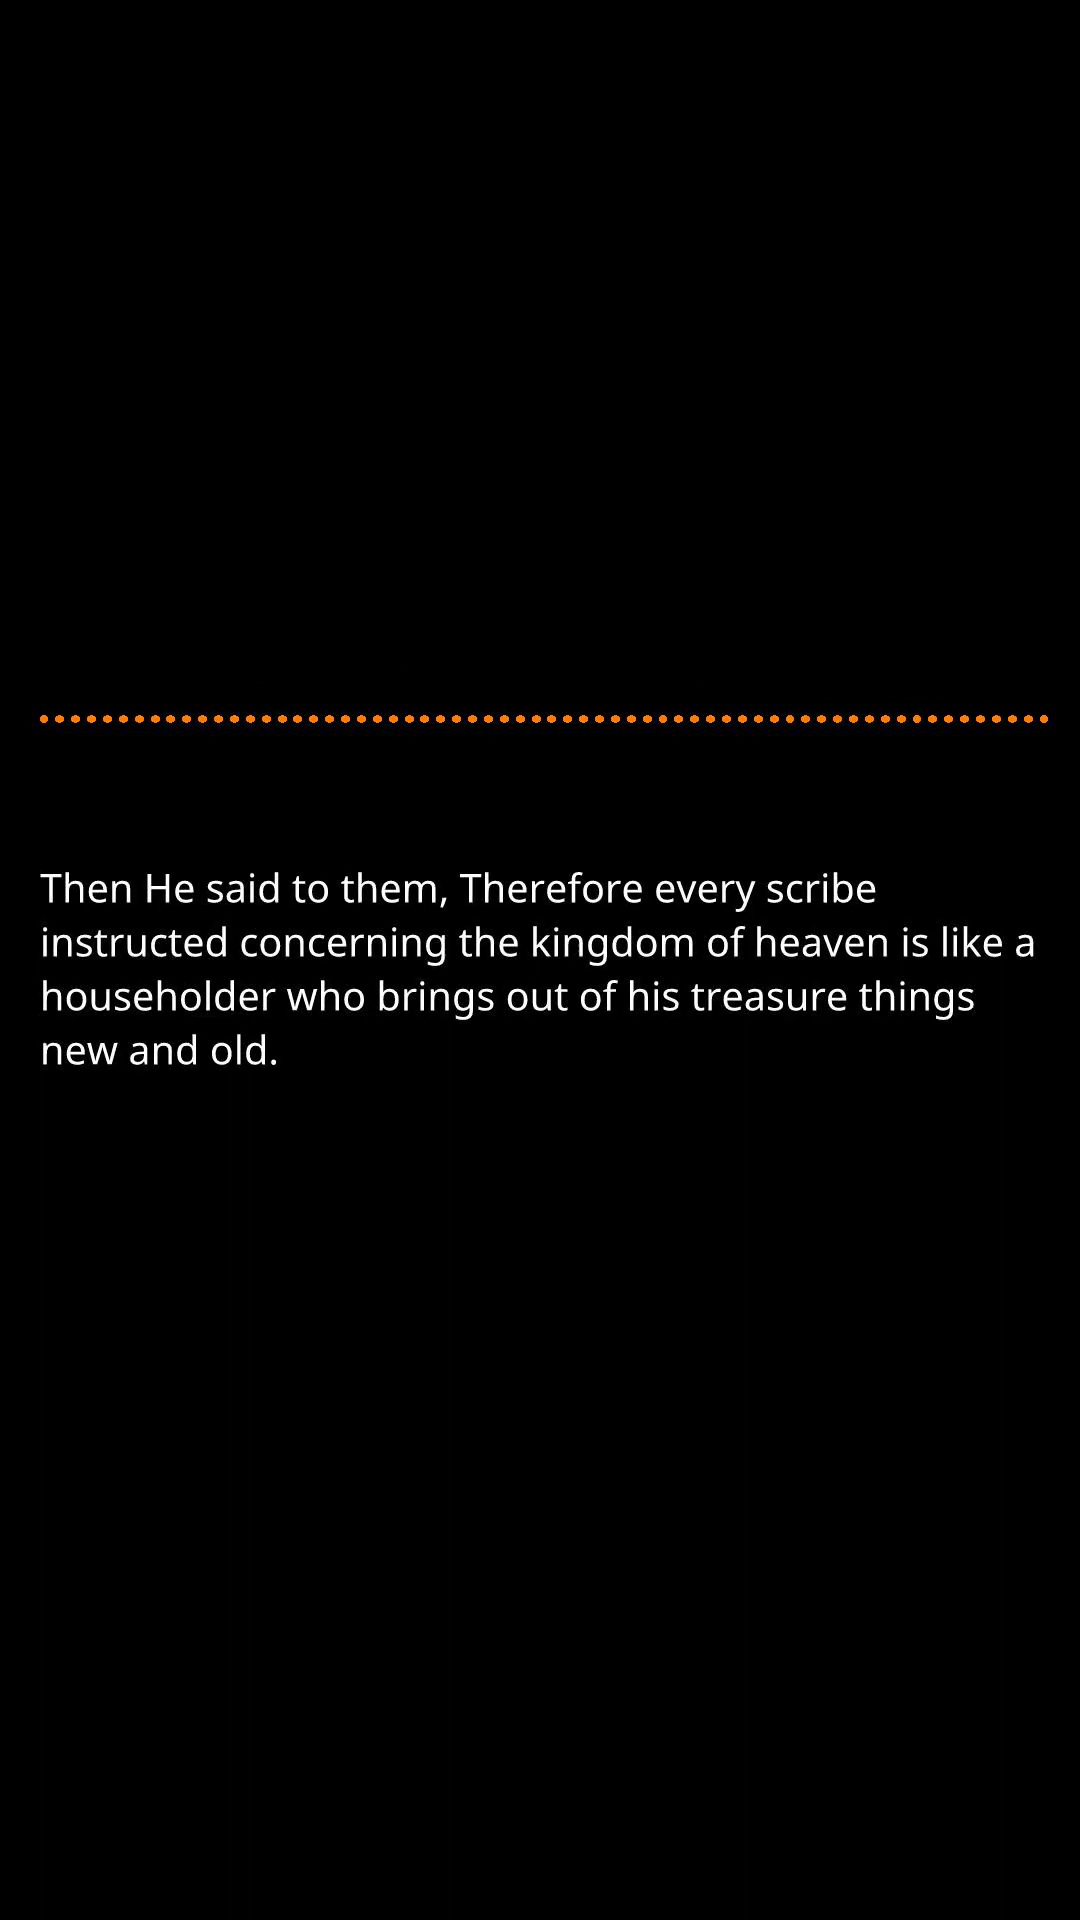 Then He said to them, Therefore every scribe
instructed concerning the kingdom of heaven is like a
householder who brings out of his treasure things
new and old.